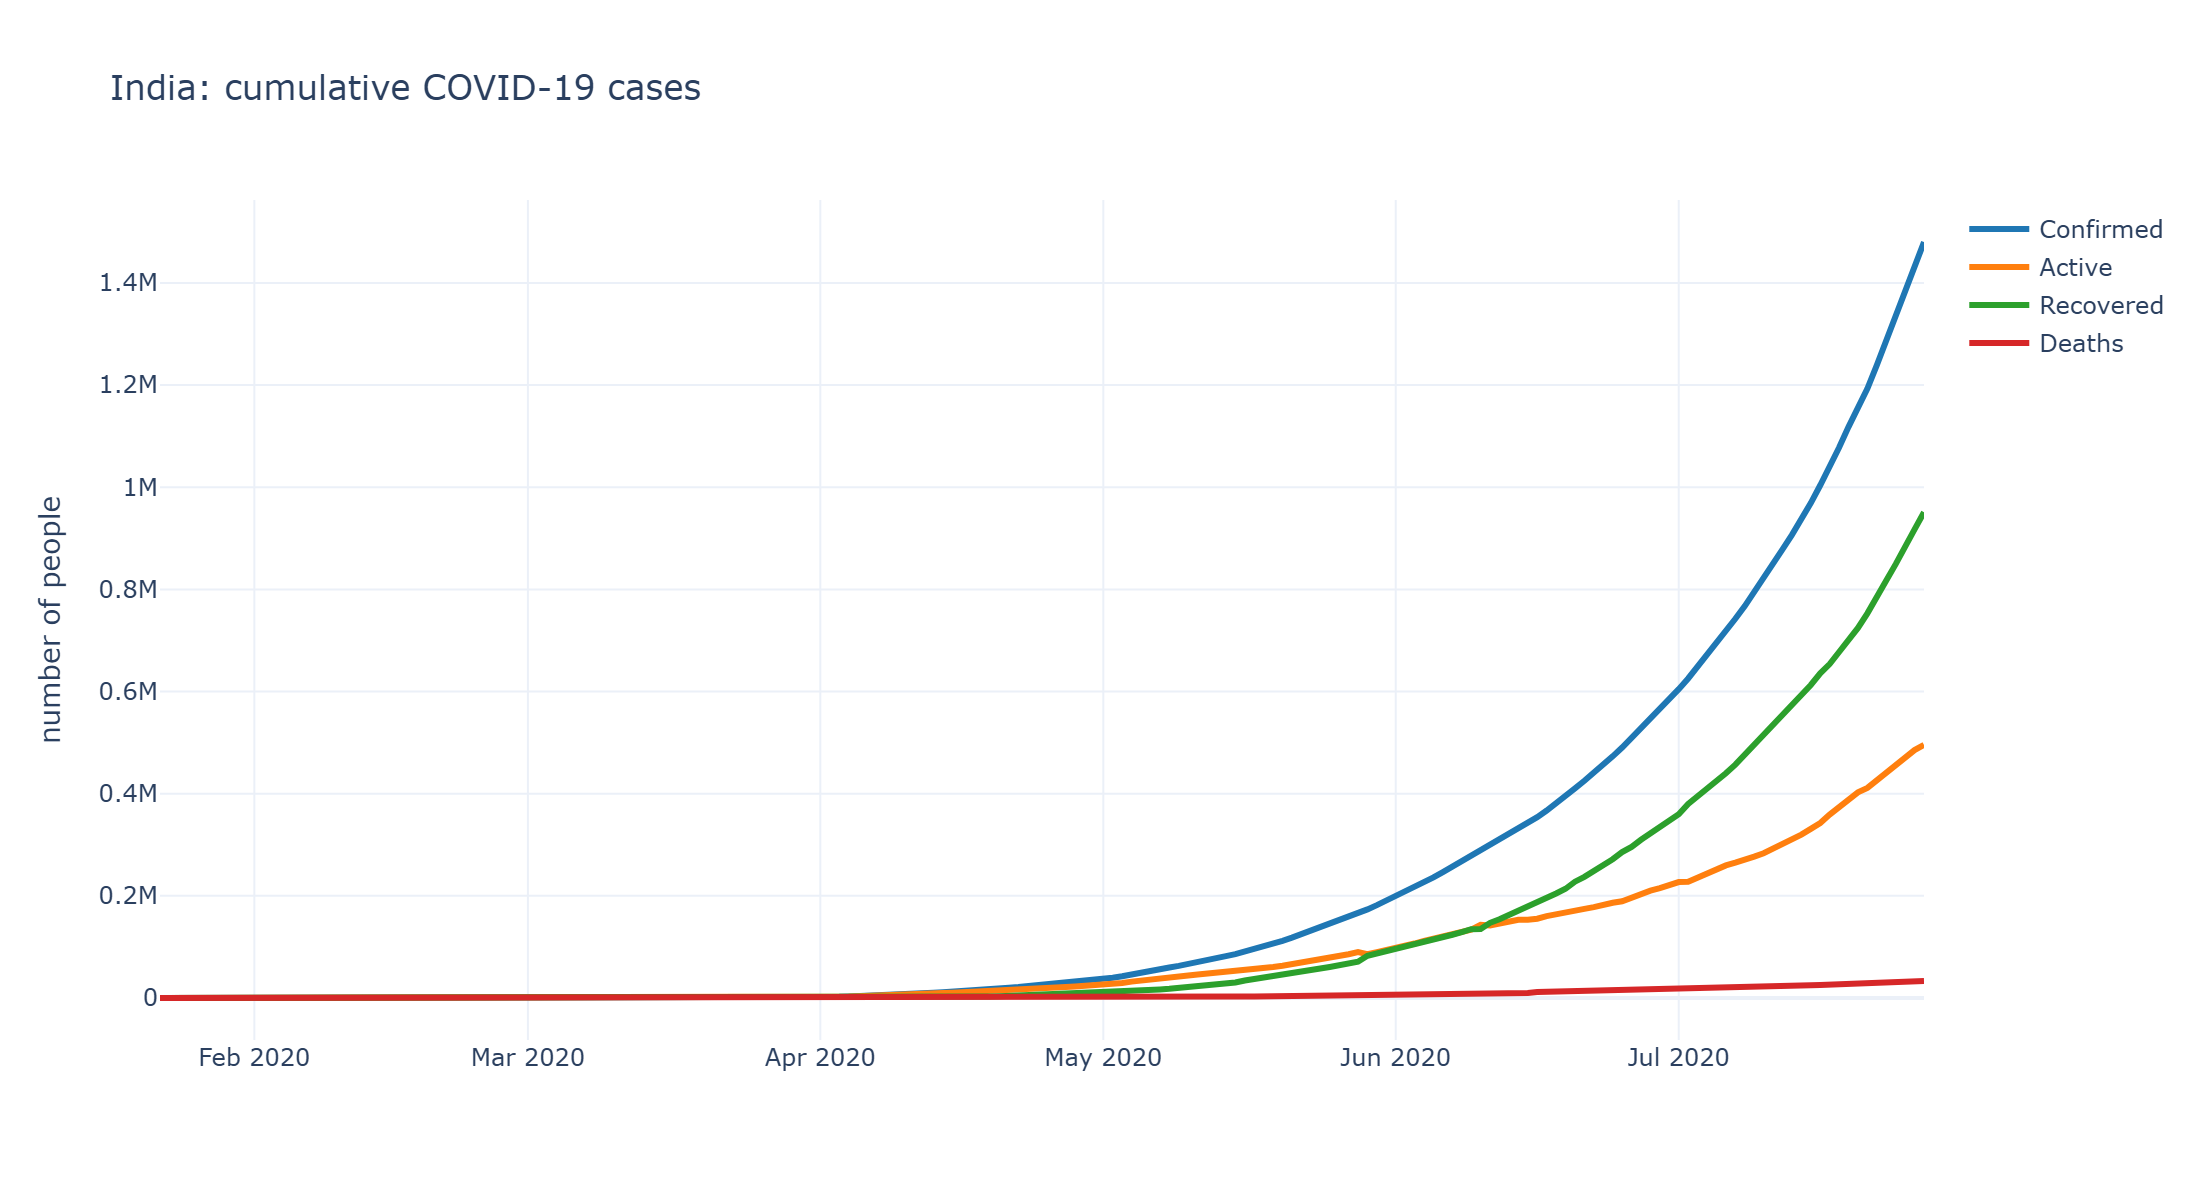 India: cumulative COVID-19 cases
number of people
1.4M
1.2M
1M
0.8M
0.6M
0.4M
0.2M
0
Feb 2020
Mar 2020
Apr 2020
May 2020
Jun 2020
Jul 2020
Confirmed
Active
Recovered
Deaths